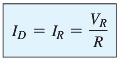 I_D = I_R = V_R / R